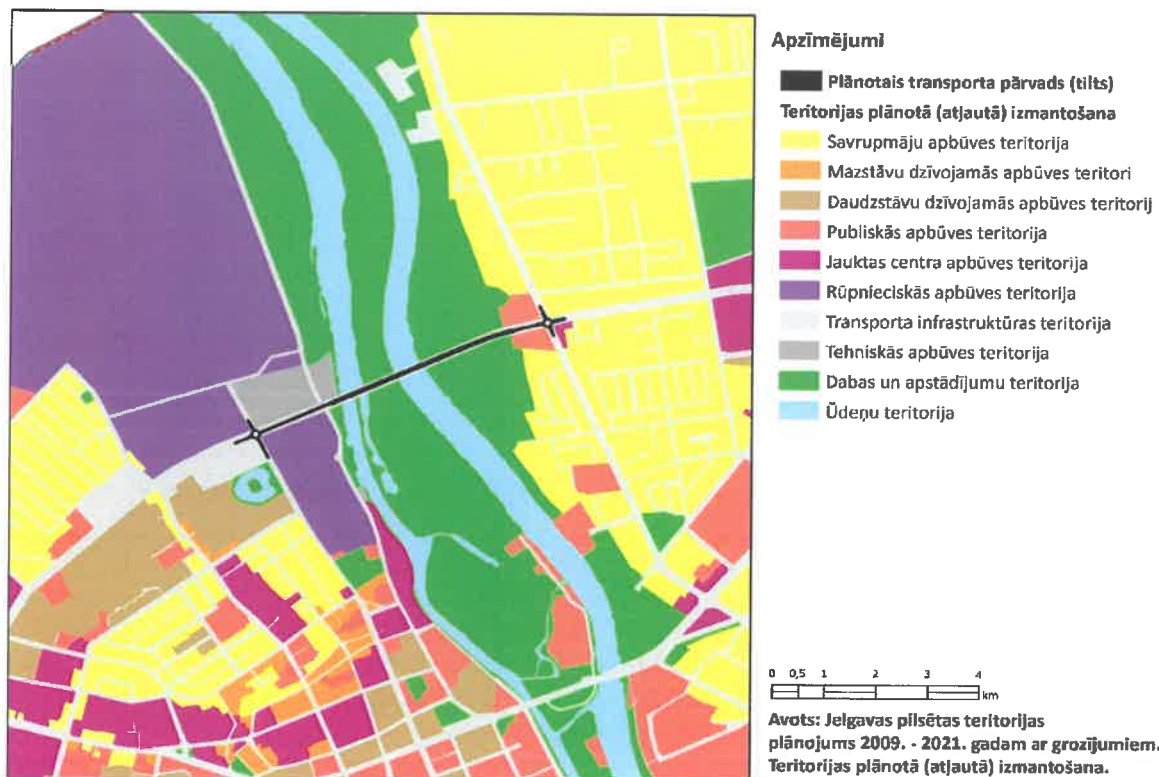 Apzīmējumi
Plānotais transporta pārvads (tilts)
Teritorijas plānotā (atļautā) izmantošana
Savrupmāju apbūves teritorija
Mazstāvu dzīvojamās apbūves teritori
Daudzstāvu dzīvojamās apbūves teritorij
Publiskās apbūves teritorija
Jauktas centra apbūves teritorija
Rūpnieciskās apbūves teritorija
Transporta infrastruktūras teritorija
Tehniskās apbūves teritorija
Dabas un apstādījumu teritorija
Ūdeņu teritorija
0 0,5 1 2 3 4
km
Avots: Jelgavas pilsētas teritorijas
plānojums 2009. - 2021. gadam ar grozījumiem.
Teritorijas plānotā (atļautā) izmantošana.